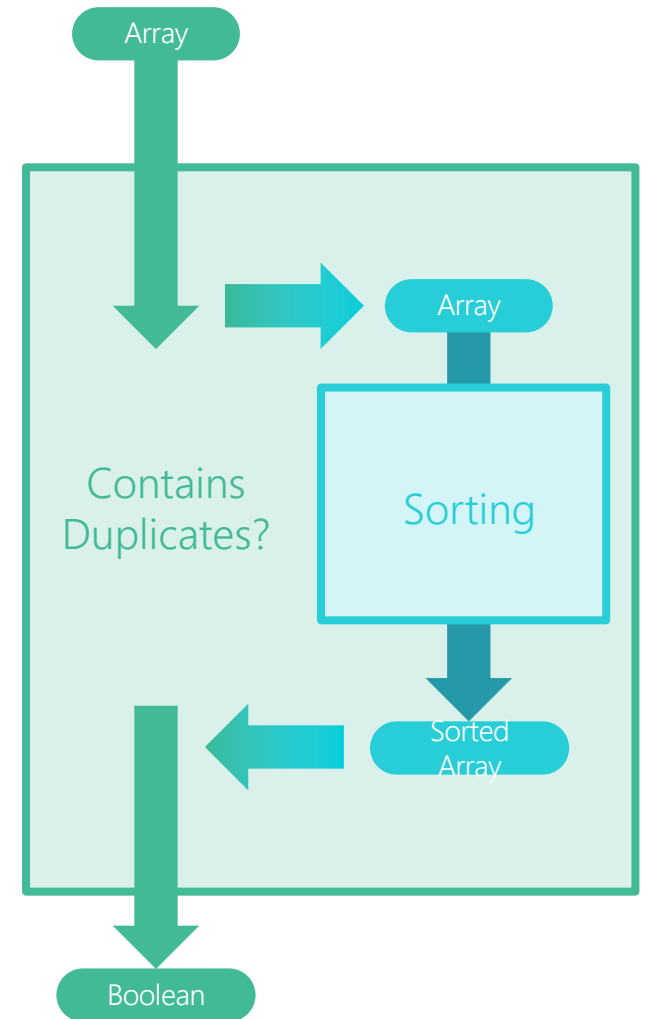 Array
Array
Contains
Duplicates?
Sorting
Sorted
Array
Boolean